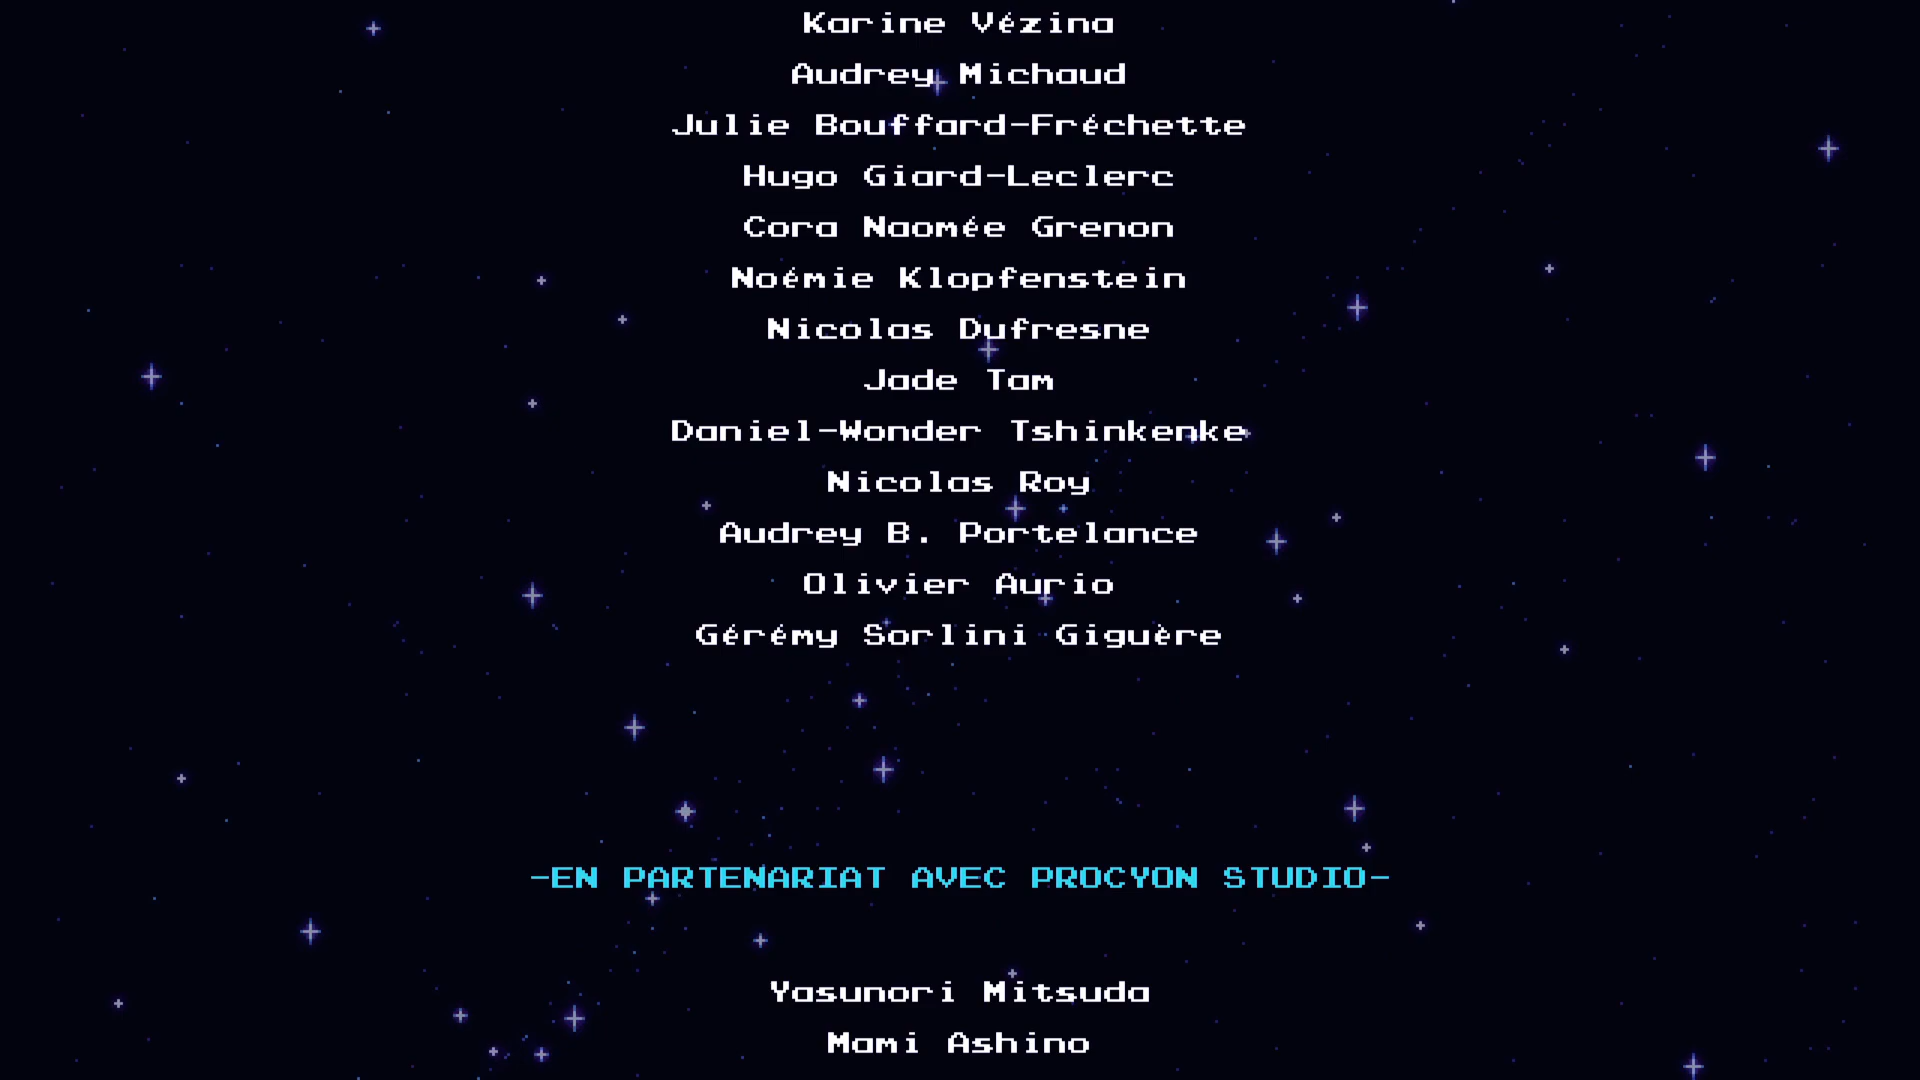 Karine Vézina
Audrey Michaud
Julie Bouffard-Fréchette
Hugo Giard-Leclerc
Cora Naomée Grenon
Noémie Klopfenstein
Nicolas Dufresne
Jade Tam
Daniel-Wonder Tshinkenke
Nicolas Roy
Audrey B. Portelance
Olivier Aurio
Gérémy Sorlini Giguère
-EN PARTENARIAT AVEC PROCYON STUDIO-
Yasunori Mitsuda
Mami Ashino